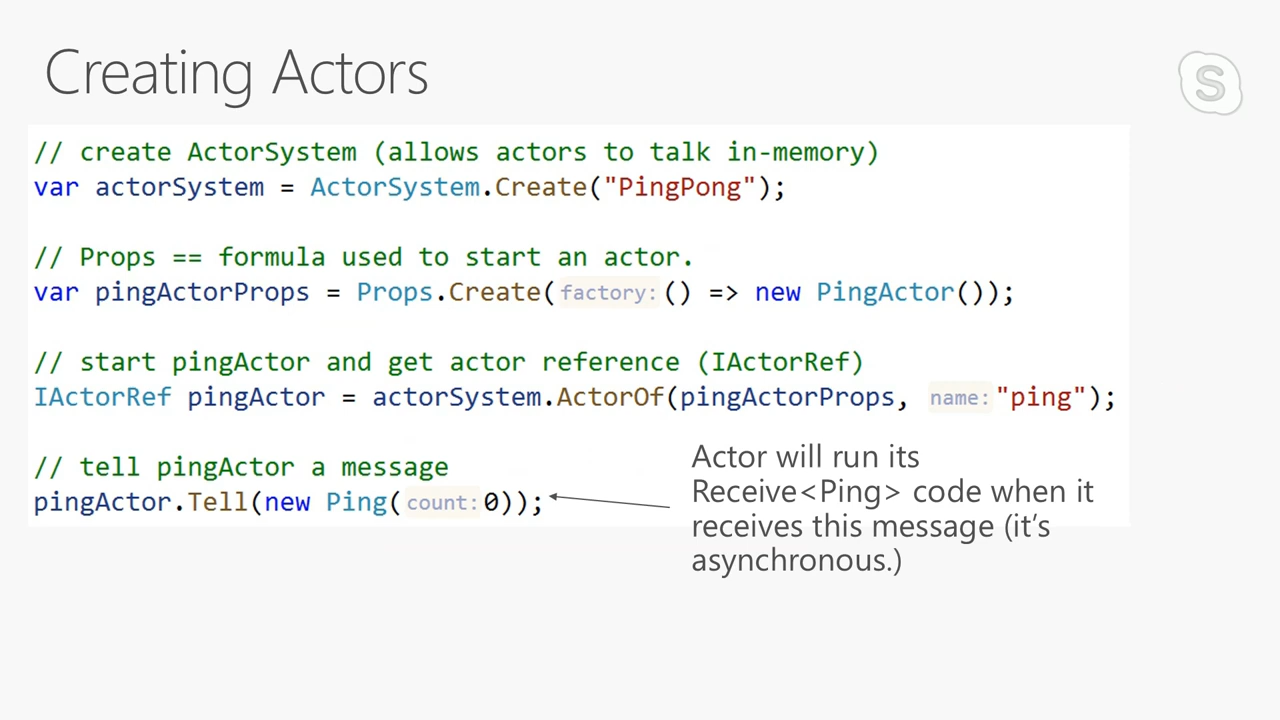 Creating Actors
S
// create ActorSystem (allows actors to talk in-memory)
var actorSystem = ActorSystem.Create("PingPong");
// Props == formula used to start an actor.
var pingActorProps = Props.Create(factory: () => new PingActor());
// start pingActor and get actor reference (IActorRef)
IActorRef pingActor = actorSystem.ActorOf(pingActorProps, name: "ping");
// tell pingActor a message
pingActor.Tell(new Ping(count: 0));
Actor will run its
Receive<Ping> code when it
receives this message (it’s
asynchronous.)